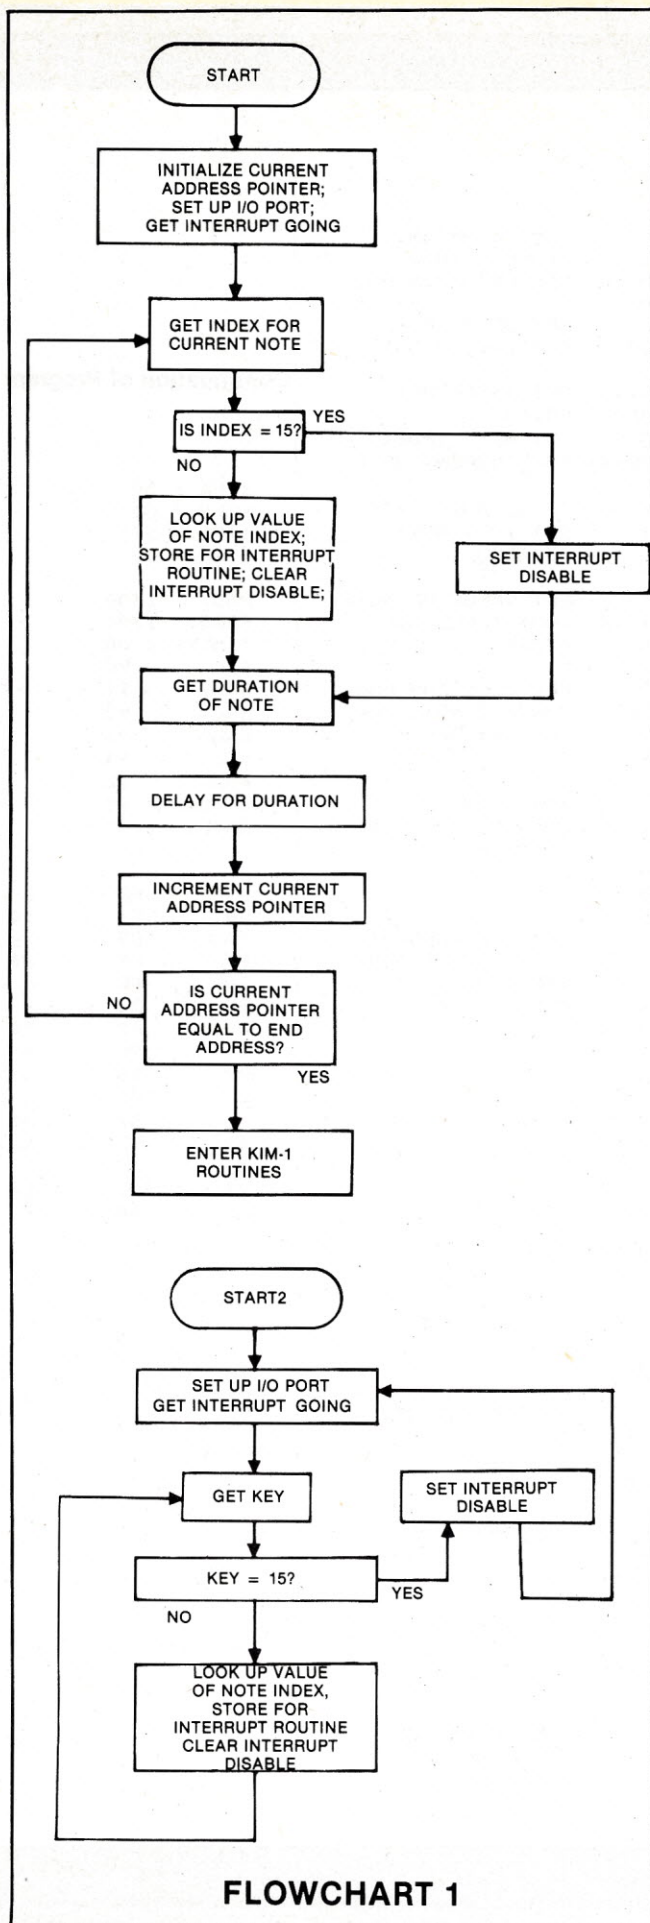 START
INITIALIZE CURRENT
ADDRESS POINTER;
SET UP I/O PORT;
GET INTERRUPT GOING
GET INDEX FOR
CURRENT NOTE
IS INDEX = 15?
YES
NO
LOOK UP VALUE
OF NOTE INDEX;
STORE FOR INTERRUPT
ROUTINE; CLEAR
INTERRUPT DISABLE;
SET INTERRUPT
DISABLE
GET DURATION
OF NOTE
DELAY FOR DURATION
INCREMENT CURRENT
ADDRESS POINTER
IS CURRENT
ADDRESS POINTER
EQUAL TO END
ADDRESS?
NO
YES
ENTER KIM-1
ROUTINES
START2
SET UP I/O PORT
GET INTERRUPT GOING
GET KEY
SET INTERRUPT
DISABLE
KEY = 15?
YES
NO
LOOK UP VALUE
OF NOTE INDEX,
STORE FOR
INTERRUPT ROUTINE
CLEAR INTERRUPT
DISABLE
FLOWCHART 1